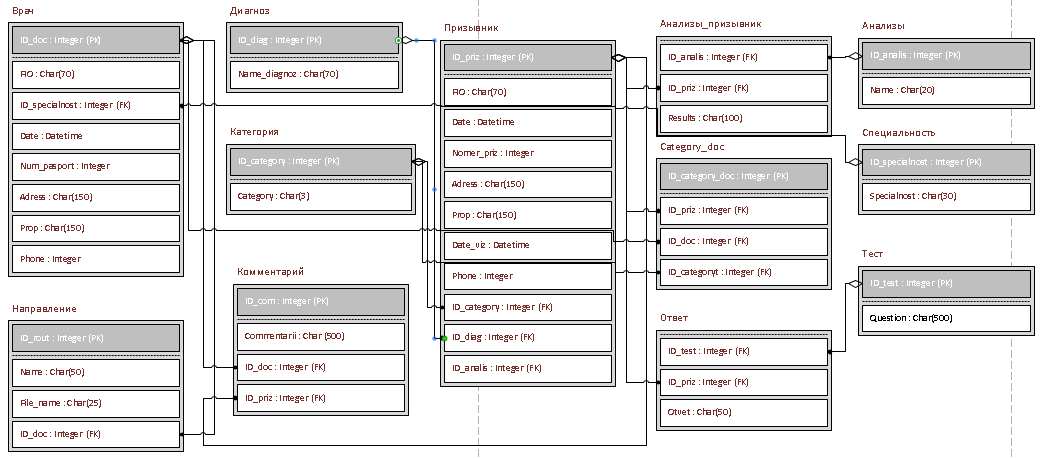 Врач
ID_doc : Integer (PK)
FIO : Char(70)
ID_specialnost : Integer (FK)
Date : Datetime
Num_pasport : Integer
Adress : Char(150)
Prop : Char(150)
Phone : Integer
Направление
ID_rout : Integer (PK)
Name : Char(50)
File_name : Char(25)
ID_doc : Integer (FK)
Диагноз
ID_diag : Integer (PK)
Name_diagnoz : Char(70)
Категория
ID_category : Integer (PK)
Category : Char(3)
Комментарий
ID_com : Integer (PK)
Commentarii : Char (500)
ID_doc : Integer (FK)
ID_priz : Integer (FK)
Призывник
ID_priz : Integer (PK)
FIO : Char(70)
Date : Datetime
Nomer_priz : Integer
Adress : Char(150)
Prop : Char(150)
Date_viz : Datetime
Phone : Integer
ID_category : Integer (FK)
ID_diag : Integer (FK)
ID_analis : Integer (FK)
Анализы_призывник
ID_analis : Integer (FK)
ID_priz : Integer (FK)
Results : Char(100)
Category_doc
ID_category_doc : Integer (PK)
ID_priz : Integer (FK)
ID_doc : Integer (FK)
ID_categoryt : Integer (FK)
Ответ
ID_test : Integer (FK)
ID_priz : Integer (FK)
Otvet : Char(50)
Анализы
ID_analis : Integer (PK)
Name : Char(20)
Специальность
ID_specialnost : Integer (PK)
Specialnost : Char(30)
Тест
ID_test : Integer (PK)
Question : Char(500)